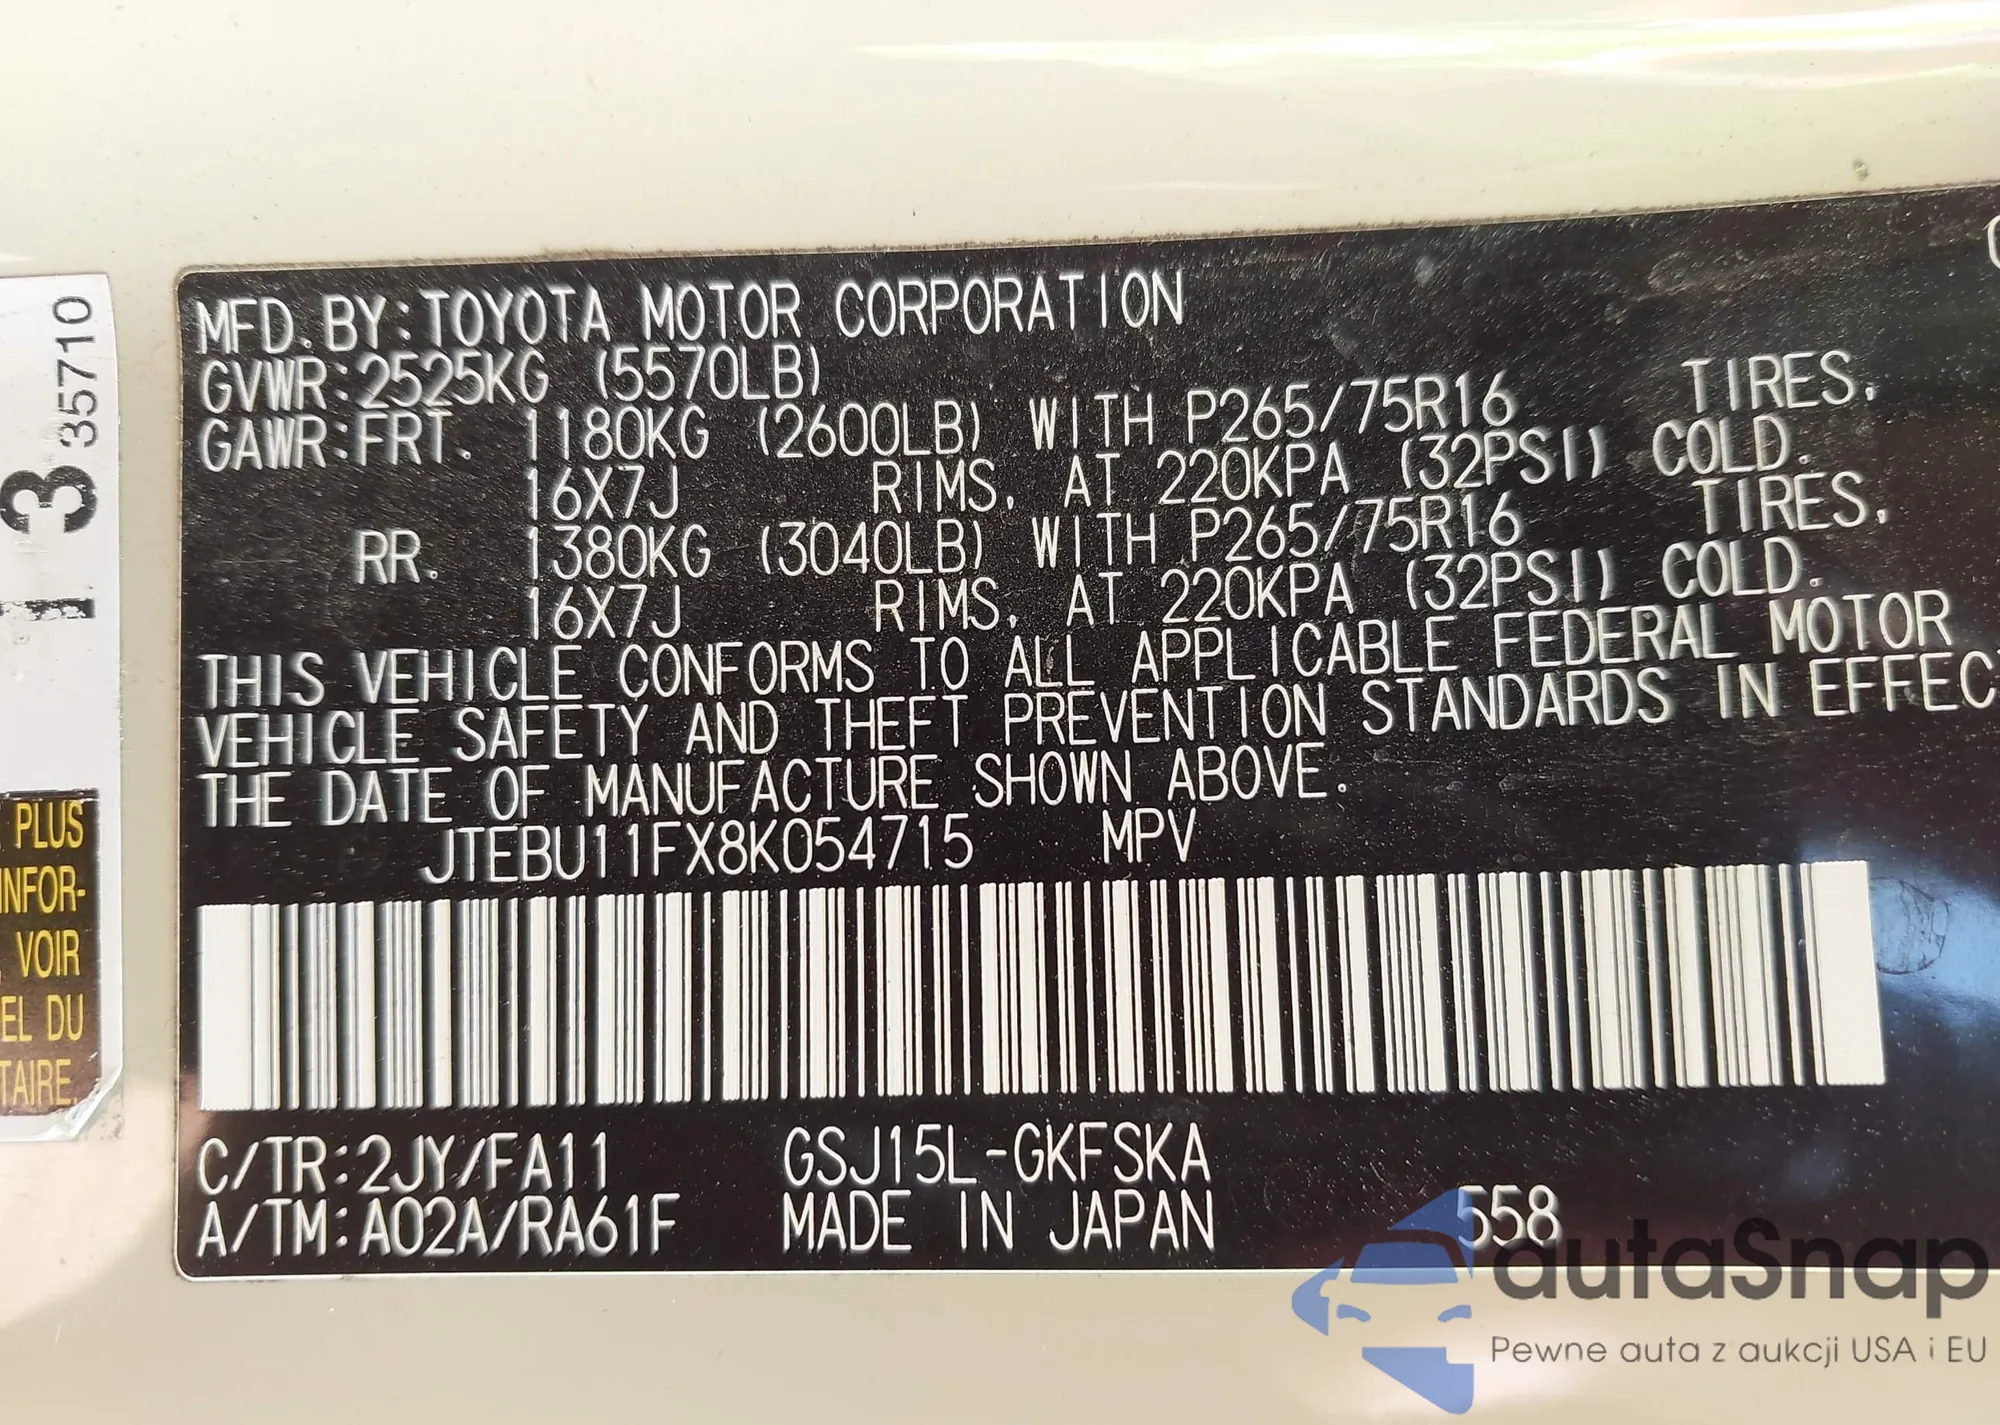 35710
3
PLUS
INFOR-
VOIR
EL DU
TAIRE.
MFD. BY: TOYOTA MOTOR CORPORATION
GVWR: 2525KG (5570LB)
GAWR: FRT. 1180KG (2600LB) WITH P265/75R16 TIRES,
16X7J RIMS, AT 220KPA (32PSI) COLD.
RR. 1380KG (3040LB) WITH P265/75R16 TIRES,
16X7J RIMS, AT 220KPA (32PSI) COLD.
THIS VEHICLE CONFORMS TO ALL APPLICABLE FEDERAL MOTOR
VEHICLE SAFETY AND THEFT PREVENTION STANDARDS IN EFFEC
THE DATE OF MANUFACTURE SHOWN ABOVE.
JTEBU11FX8K054715 MPV
C/TR: 2JY/FA11 GSJ15L-GKFSKA
A/TM: A02A/RA61F MADE IN JAPAN 558
autaSnap
Pewne auta z aukcji USA i EU